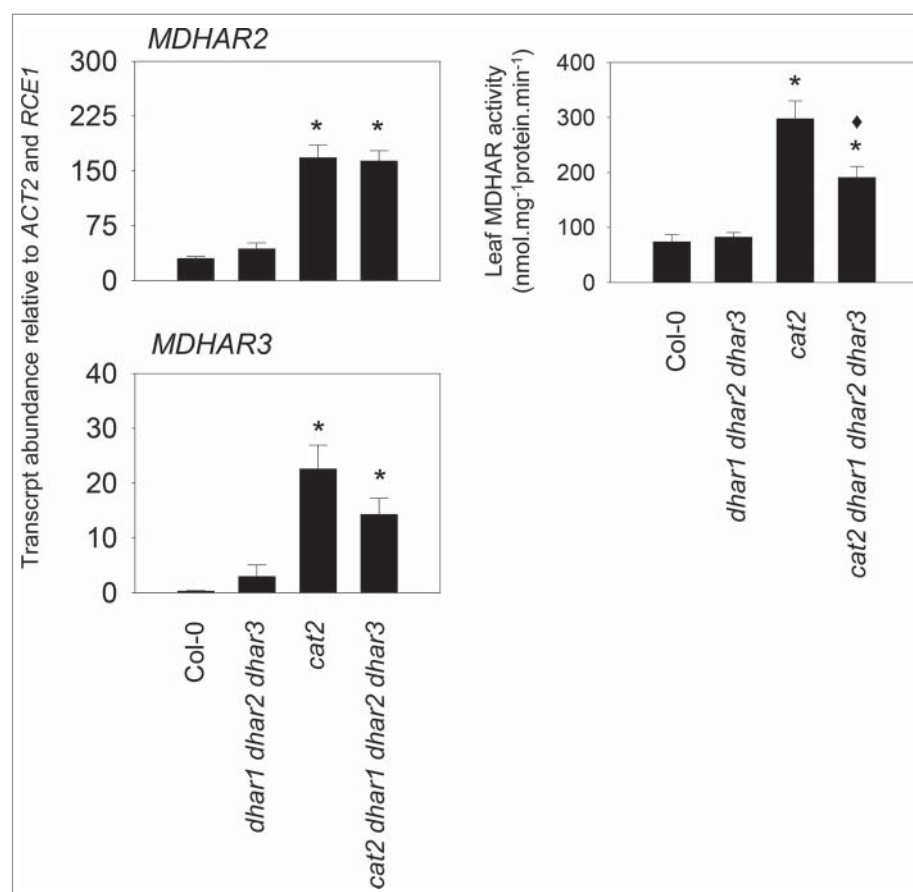 Transcrpt abundance relative to ACT2 and RCE1
MDHAR2
300
225
150
75
0
*
*
MDHAR3
40
30
20
10
0
*
*
Col-0
dhar1 dhar2 dhar3
cat2
cat2 dhar1 dhar2 dhar3
Leaf MDHAR activity
(nmol.mg⁻¹protein.min⁻¹)
400
300
200
100
0
*
♦
*
Col-0
dhar1 dhar2 dhar3
cat2
cat2 dhar1 dhar2 dhar3